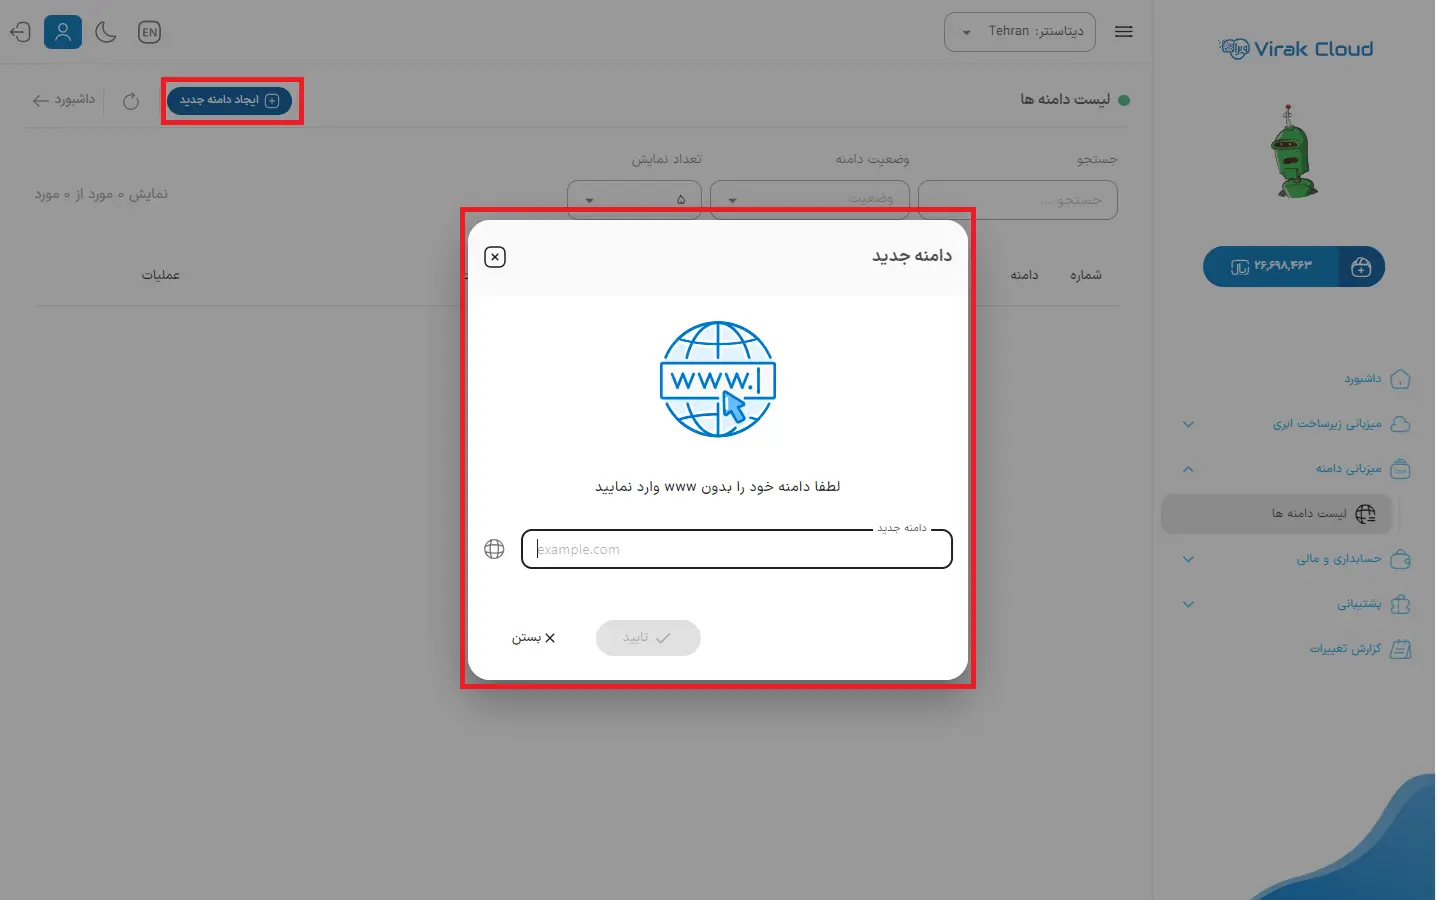 Virak Cloud
دیتاسنتر: Tehran
EN
لیست دامنه ها
ایجاد دامنه جدید
داشبورد
جستجو
وضعیت دامنه
تعداد نمایش
جستجو ...
وضعیت
۵
نمایش ۰ مورد از ۰ مورد
شماره
دامنه
عملیات
دامنه جدید
www.
لطفا دامنه خود را بدون www وارد نمایید
دامنه جدید
example.com
تایید
بستن
۲۶,۶۹۸,۴۶۳ ریال
داشبورد
میزبانی زیرساخت ابری
میزبانی دامنه
لیست دامنه ها
حسابداری و مالی
پشتیبانی
گزارش تغییرات